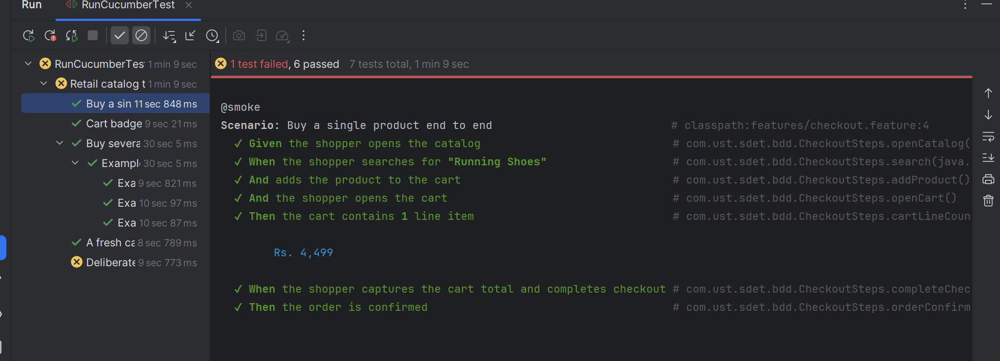 Run
RunCucumberTest
RunCucumberTes 1 min 9 sec
Retail catalog t 1 min 9 sec
Buy a sin 11 sec 848 ms
Cart badge 9 sec 21 ms
Buy severa 30 sec 5 ms
Exampl 30 sec 5 ms
Exa 9 sec 821 ms
Exa 10 sec 97 ms
Exa 10 sec 87 ms
A fresh ca 8 sec 789 ms
Deliberate 9 sec 773 ms
1 test failed, 6 passed 7 tests total, 1 min 9 sec
@smoke
Scenario: Buy a single product end to end # classpath:features/checkout.feature:4
✓ Given the shopper opens the catalog # com.ust.sdet.bdd.CheckoutSteps.openCatalog(
✓ When the shopper searches for "Running Shoes" # com.ust.sdet.bdd.CheckoutSteps.search(java.
✓ And adds the product to the cart # com.ust.sdet.bdd.CheckoutSteps.addProduct()
✓ And the shopper opens the cart # com.ust.sdet.bdd.CheckoutSteps.openCart()
✓ Then the cart contains 1 line item # com.ust.sdet.bdd.CheckoutSteps.cartLineCoun
Rs. 4,499
✓ When the shopper captures the cart total and completes checkout # com.ust.sdet.bdd.CheckoutSteps.completeChec
✓ Then the order is confirmed # com.ust.sdet.bdd.CheckoutSteps.orderConfirm